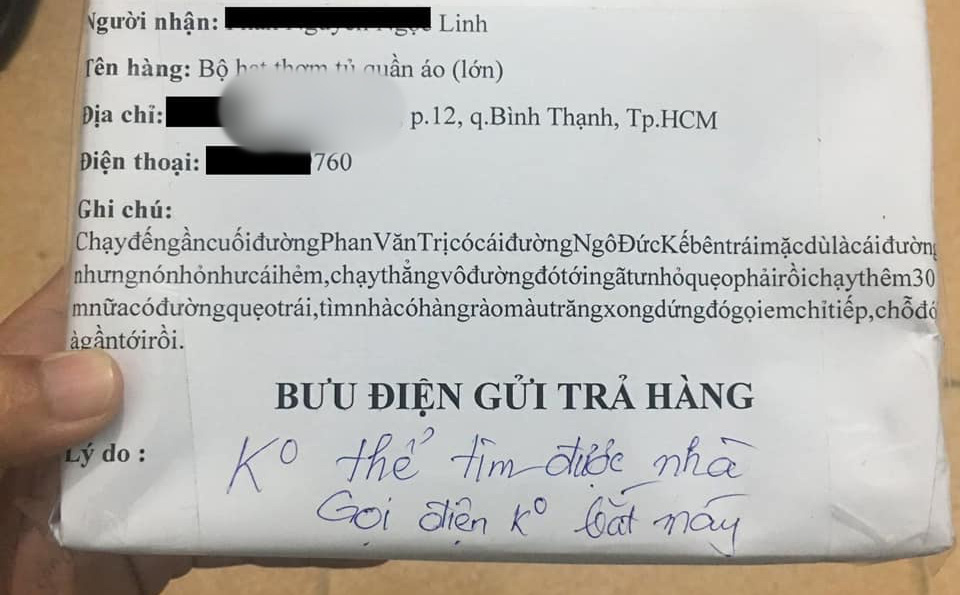 Người nhận: Linh
Tên hàng: Bộ hạt thơm tủ quần áo (lớn)
Địa chỉ: p.12, q.Bình Thạnh, Tp.HCM
Điện thoại: 760
Ghi chú:
ChạyđếngầncuốiđườngPhanVănTrịcócáiđườngNgôĐứcKếbêntráimặcdùlàcáiđường
nhưngnónhỏnhưcáihẻm,chạythẳngvôđườngđótớingãtưnhỏquẹophảirồichạythêm30
mnữacóđườngquẹotrái,tìmnhàcóhàngràomàutrăngxongdứngđógọiemchỉtiếp,chỗđó
àgầntớirồi.
BƯU ĐIỆN GỬI TRẢ HÀNG
Lý do : Kº thể tìm được nhà
Gọi điện Kº bắt máy